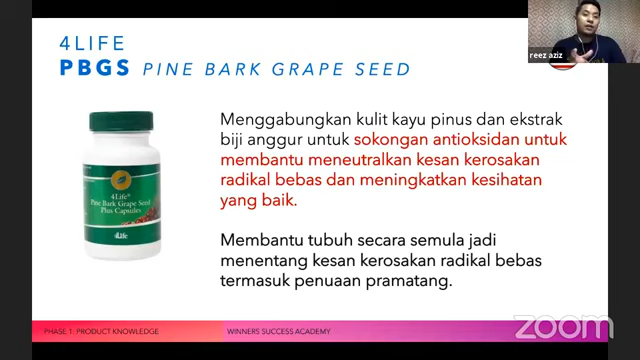 4LIFE
PBGS PINE BARK GRAPE SEED
reez aziz
Menggabungkan kulit kayu pinus dan ekstrak
biji anggur untuk sokongan antioksidan untuk
membantu meneutralkan kesan kerosakan
radikal bebas dan meningkatkan kesihatan
yang baik.
4Life®
Pine Bark Grape Seed
Plus Capsules
4Life
Membantu tubuh secara semula jadi
menentang kesan kerosakan radikal bebas
termasuk penuaan pramatang.
PHASE 1: PRODUCT KNOWLEDGE
WINNERS SUCCESS ACADEMY
zoom